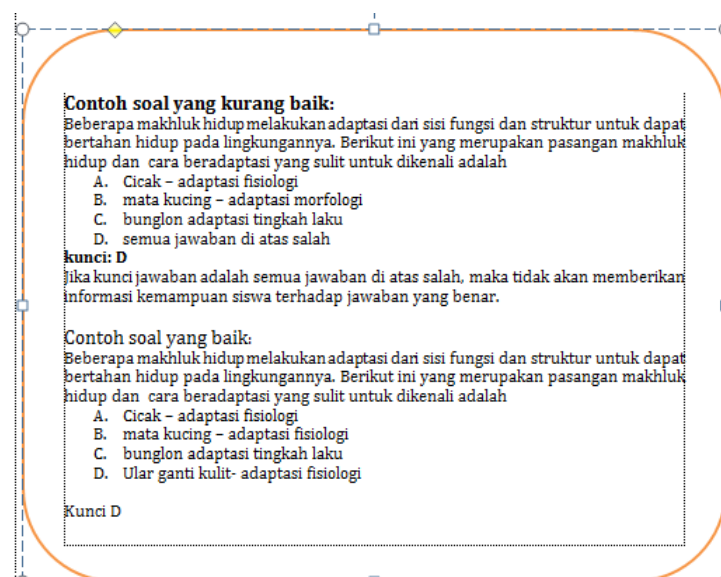 Contoh soal yang kurang baik:
Beberapa makhluk hidup melakukan adaptasi dari sisi fungsi dan struktur untuk dapat
bertahan hidup pada lingkungannya. Berikut ini yang merupakan pasangan makhluk
hidup dan cara beradaptasi yang sulit untuk dikenali adalah
A. Cicak – adaptasi fisiologi
B. mata kucing – adaptasi morfologi
C. bunglon adaptasi tingkah laku
D. semua jawaban di atas salah
kunci: D
Jika kunci jawaban adalah semua jawaban di atas salah, maka tidak akan memberikan
informasi kemampuan siswa terhadap jawaban yang benar.
Contoh soal yang baik:
Beberapa makhluk hidup melakukan adaptasi dari sisi fungsi dan struktur untuk dapat
bertahan hidup pada lingkungannya. Berikut ini yang merupakan pasangan makhluk
hidup dan cara beradaptasi yang sulit untuk dikenali adalah
A. Cicak – adaptasi fisiologi
B. mata kucing – adaptasi fisiologi
C. bunglon adaptasi tingkah laku
D. Ular ganti kulit- adaptasi fisiologi
Kunci D